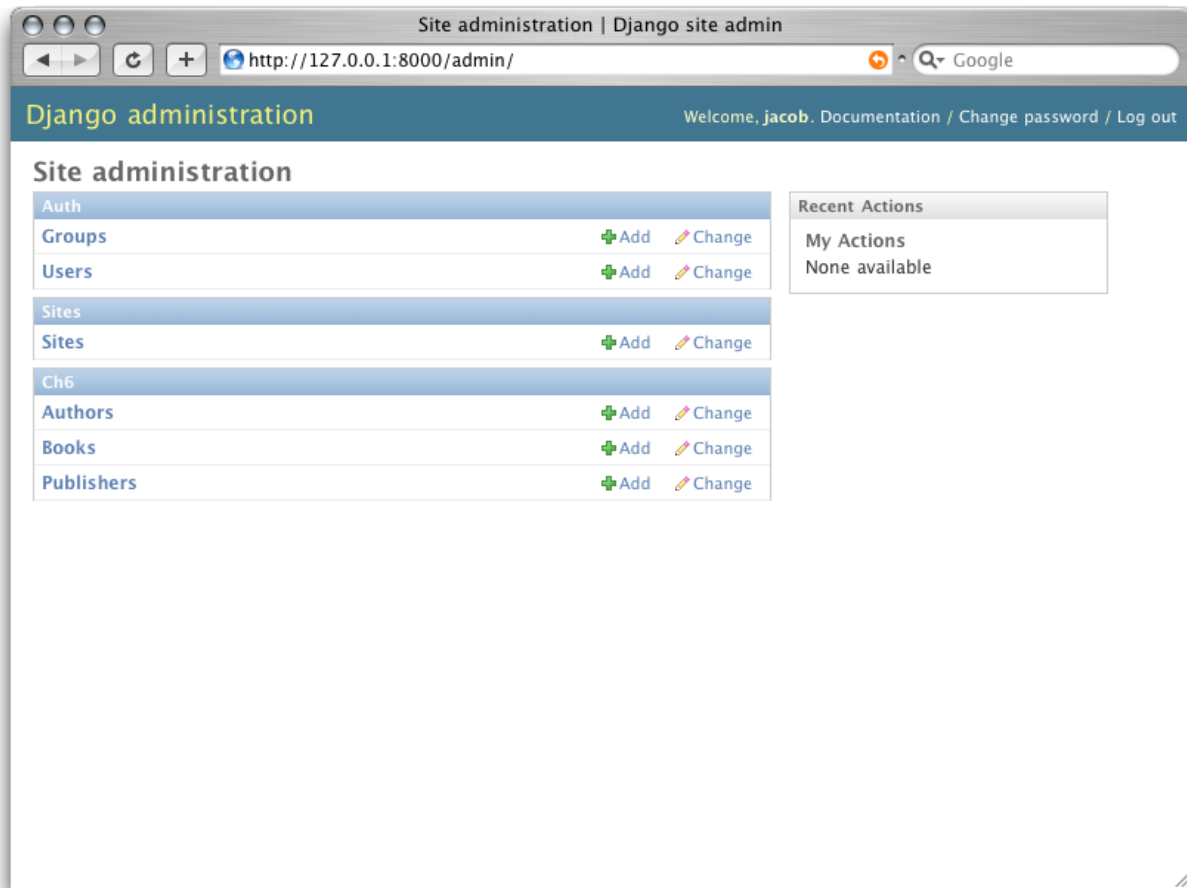 Site administration | Django site admin
http://127.0.0.1:8000/admin/ Google
Django administration
Welcome, jacob. Documentation / Change password / Log out
Site administration
Auth
Groups Add Change
Users Add Change
Sites
Sites Add Change
Ch6
Authors Add Change
Books Add Change
Publishers Add Change
Recent Actions
My Actions
None available